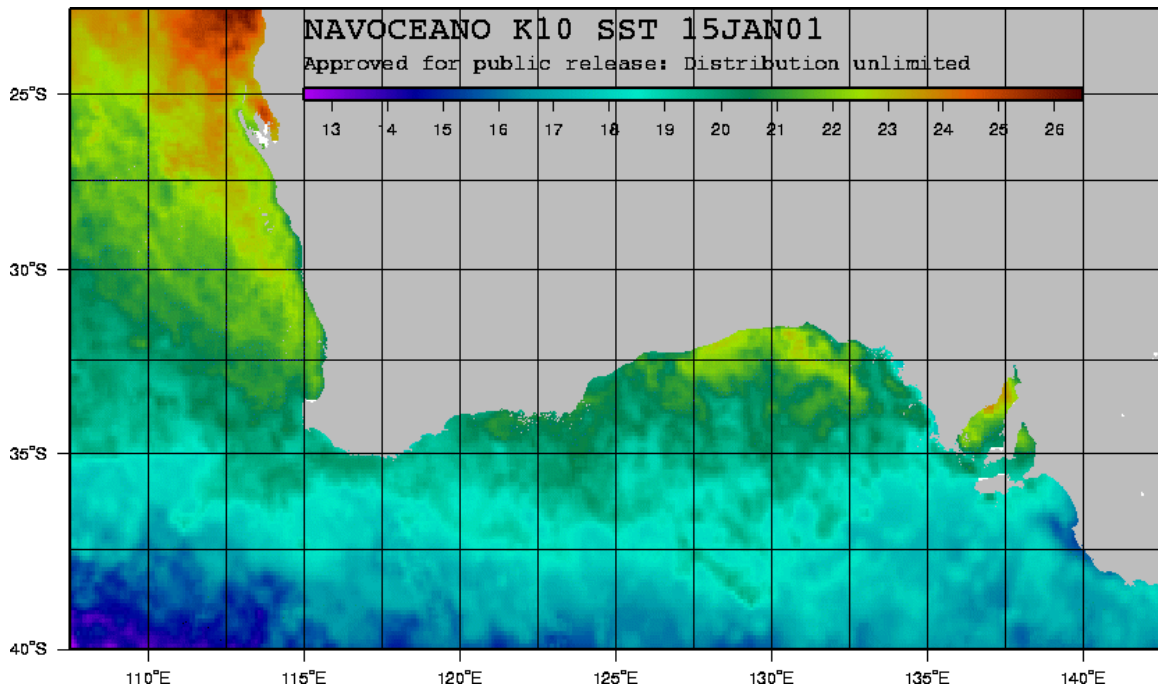 NAVOCEANO K10 SST 15JAN01
Approved for public release: Distribution unlimited
13 14 15 16 17 18 19 20 21 22 23 24 25 26
25°S
30°S
35°S
40°S
110°E 115°E 120°E 125°E 130°E 135°E 140°E